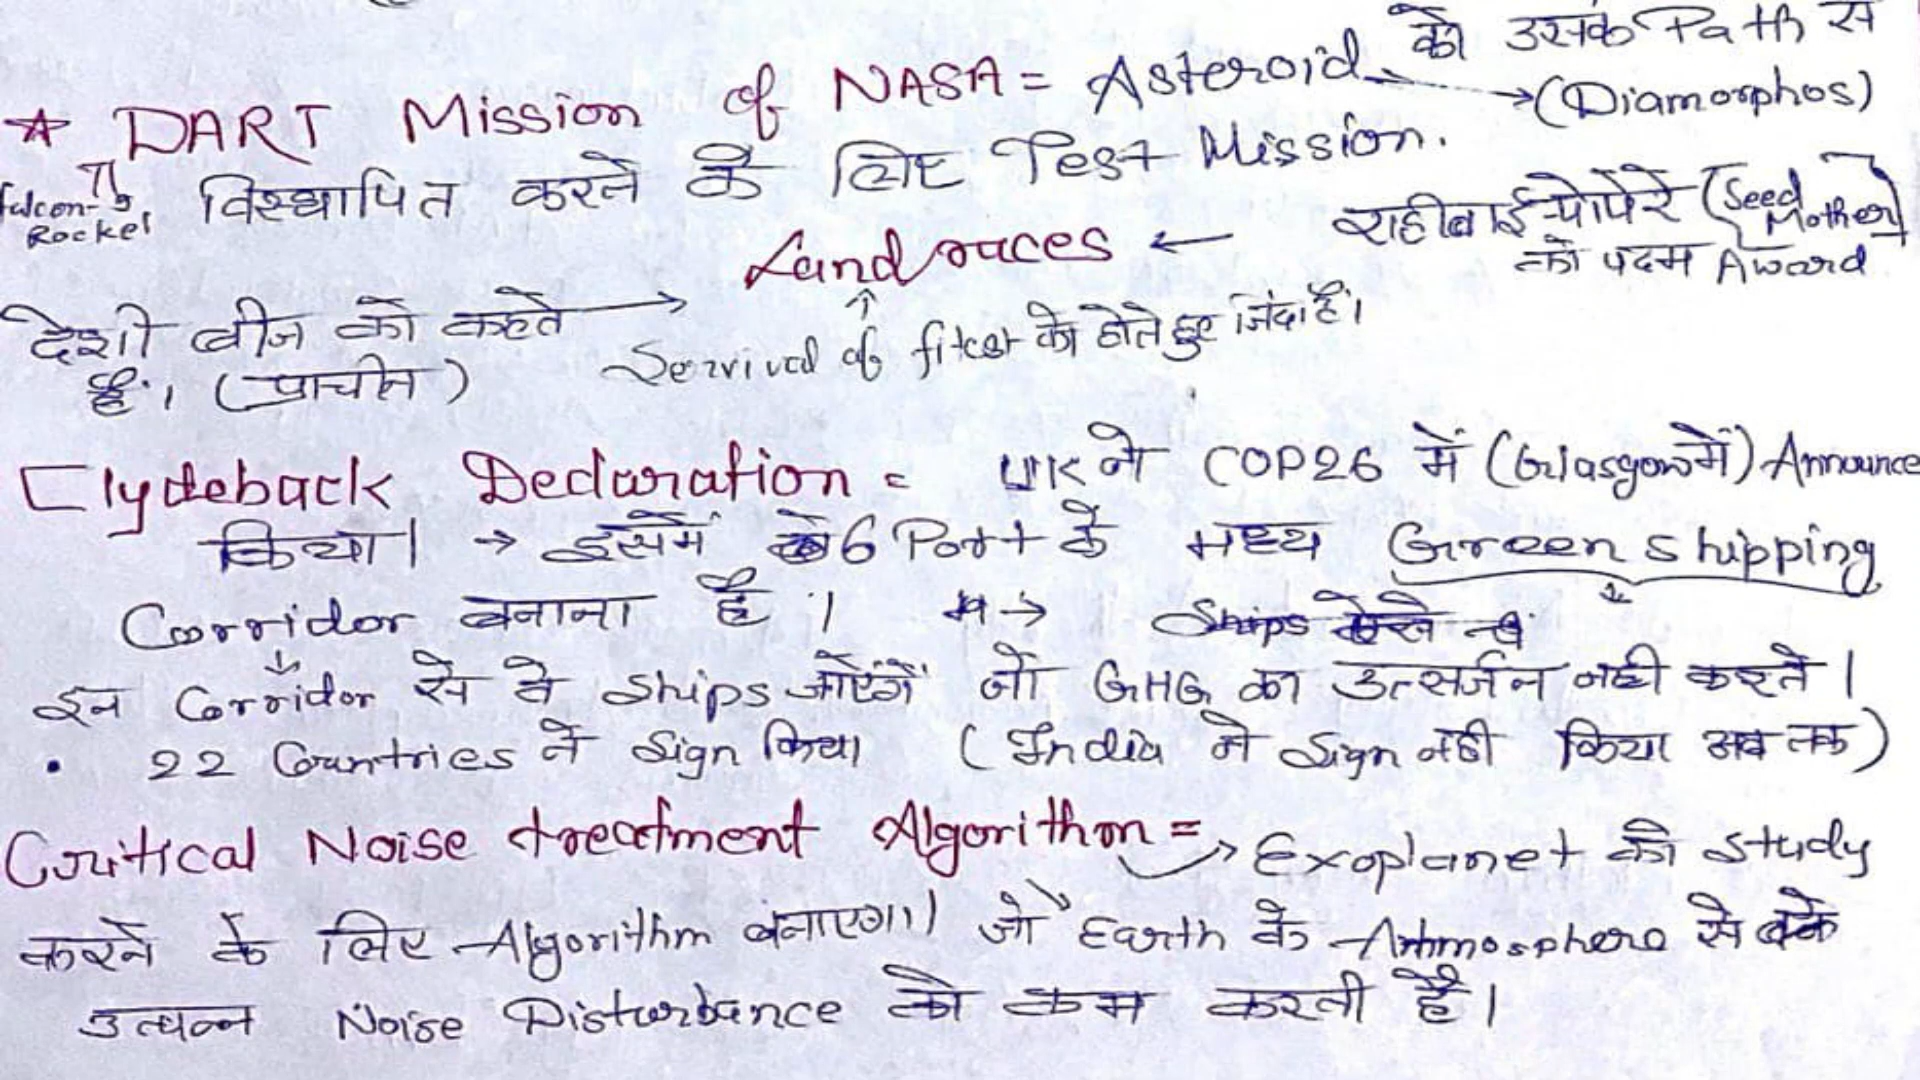 ★ DART Mission of NASA = Asteroid को उसके Path से
→ (Diamorphos)
Falcon-9 Rocket
विस्थापित करने के लिए Test Mission.
Landraces ← राहीबाई पोपेरे (Seed Mother) को पदम Award
देशी बीज को कहते →
हैं। (प्राचीन)
Servival of fitest के होते हुए जिंदा है।
Clydeback Declaration = UK ने COP26 में (Glasgow में) Announce
किया। → इसमें 6 Port के मध्य Green shipping
Corridor बनाना है। → Ships
इन Corridor से वे ships जाएंगें जो GHG का उत्सर्जन नही करते।
• 22 Countries ने sign किया (India ने sign नही किया अब तक)
Critical Noise treatment Algorithm = → Exoplanet की study
करने के लिए Algorithm बनाएगा। जो Earth के Atmosphere से
उत्पन्न Noise Disturbance को कम करती है।